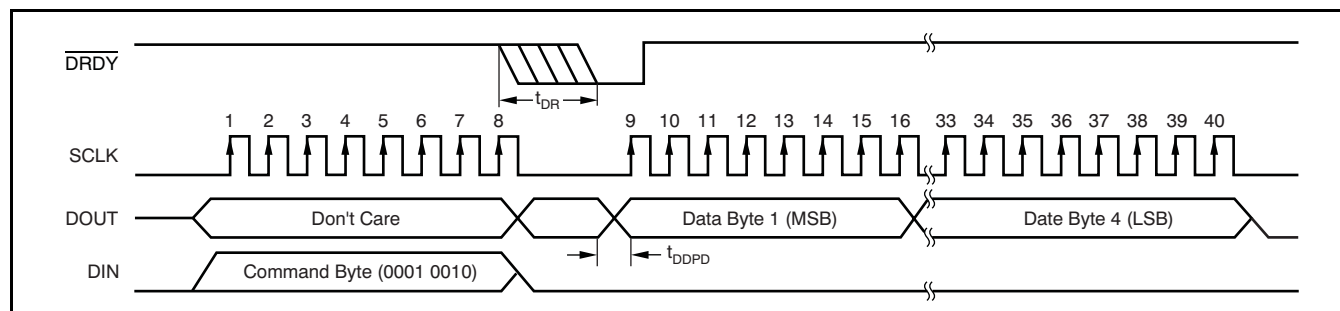 DRDY
tDR
1 2 3 4 5 6 7 8 9 10 11 12 13 14 15 16 33 34 35 36 37 38 39 40
SCLK
DOUT Don't Care Data Byte 1 (MSB) Date Byte 4 (LSB)
tDDPD
DIN Command Byte (0001 0010)